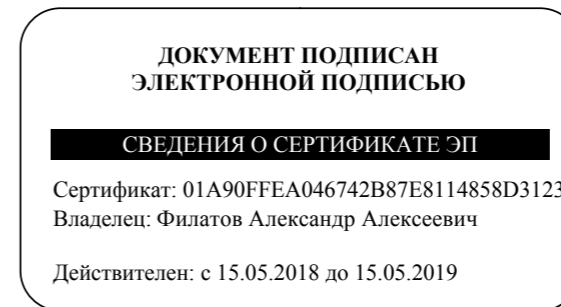 ДОКУМЕНТ ПОДПИСАН
ЭЛЕКТРОННОЙ ПОДПИСЬЮ
СВЕДЕНИЯ О СЕРТИФИКАТЕ ЭП
Сертификат: 01A90FFEA046742B87E8114858D3123
Владелец: Филатов Александр Алексеевич
Действителен: с 15.05.2018 до 15.05.2019